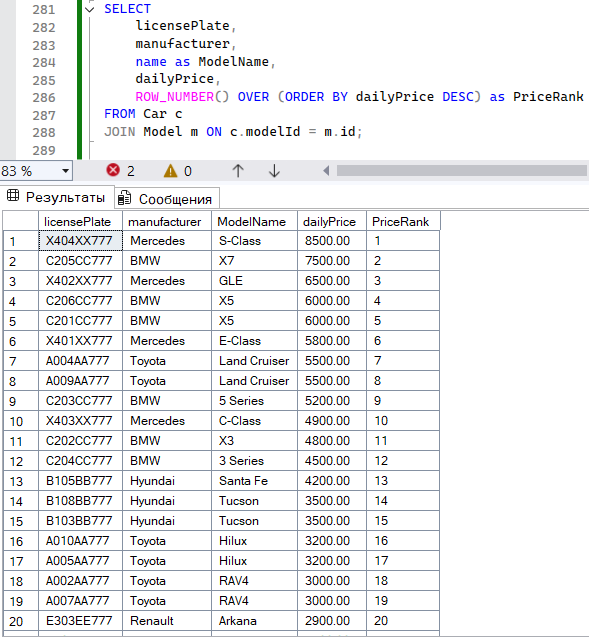 281 SELECT
282 licensePlate,
283 manufacturer,
284 name as ModelName,
285 dailyPrice,
286 ROW_NUMBER() OVER (ORDER BY dailyPrice DESC) as PriceRank
287 FROM Car c
288 JOIN Model m ON c.modelId = m.id;
289
83 % 2 0
Результаты Сообщения
licensePlate manufacturer ModelName dailyPrice PriceRank
1 X404XX777 Mercedes S-Class 8500.00 1
2 C205CC777 BMW X7 7500.00 2
3 X402XX777 Mercedes GLE 6500.00 3
4 C206CC777 BMW X5 6000.00 4
5 C201CC777 BMW X5 6000.00 5
6 X401XX777 Mercedes E-Class 5800.00 6
7 A004AA777 Toyota Land Cruiser 5500.00 7
8 A009AA777 Toyota Land Cruiser 5500.00 8
9 C203CC777 BMW 5 Series 5200.00 9
10 X403XX777 Mercedes C-Class 4900.00 10
11 C202CC777 BMW X3 4800.00 11
12 C204CC777 BMW 3 Series 4500.00 12
13 B105BB777 Hyundai Santa Fe 4200.00 13
14 B108BB777 Hyundai Tucson 3500.00 14
15 B103BB777 Hyundai Tucson 3500.00 15
16 A010AA777 Toyota Hilux 3200.00 16
17 A005AA777 Toyota Hilux 3200.00 17
18 A002AA777 Toyota RAV4 3000.00 18
19 A007AA777 Toyota RAV4 3000.00 19
20 E303EE777 Renault Arkana 2900.00 20